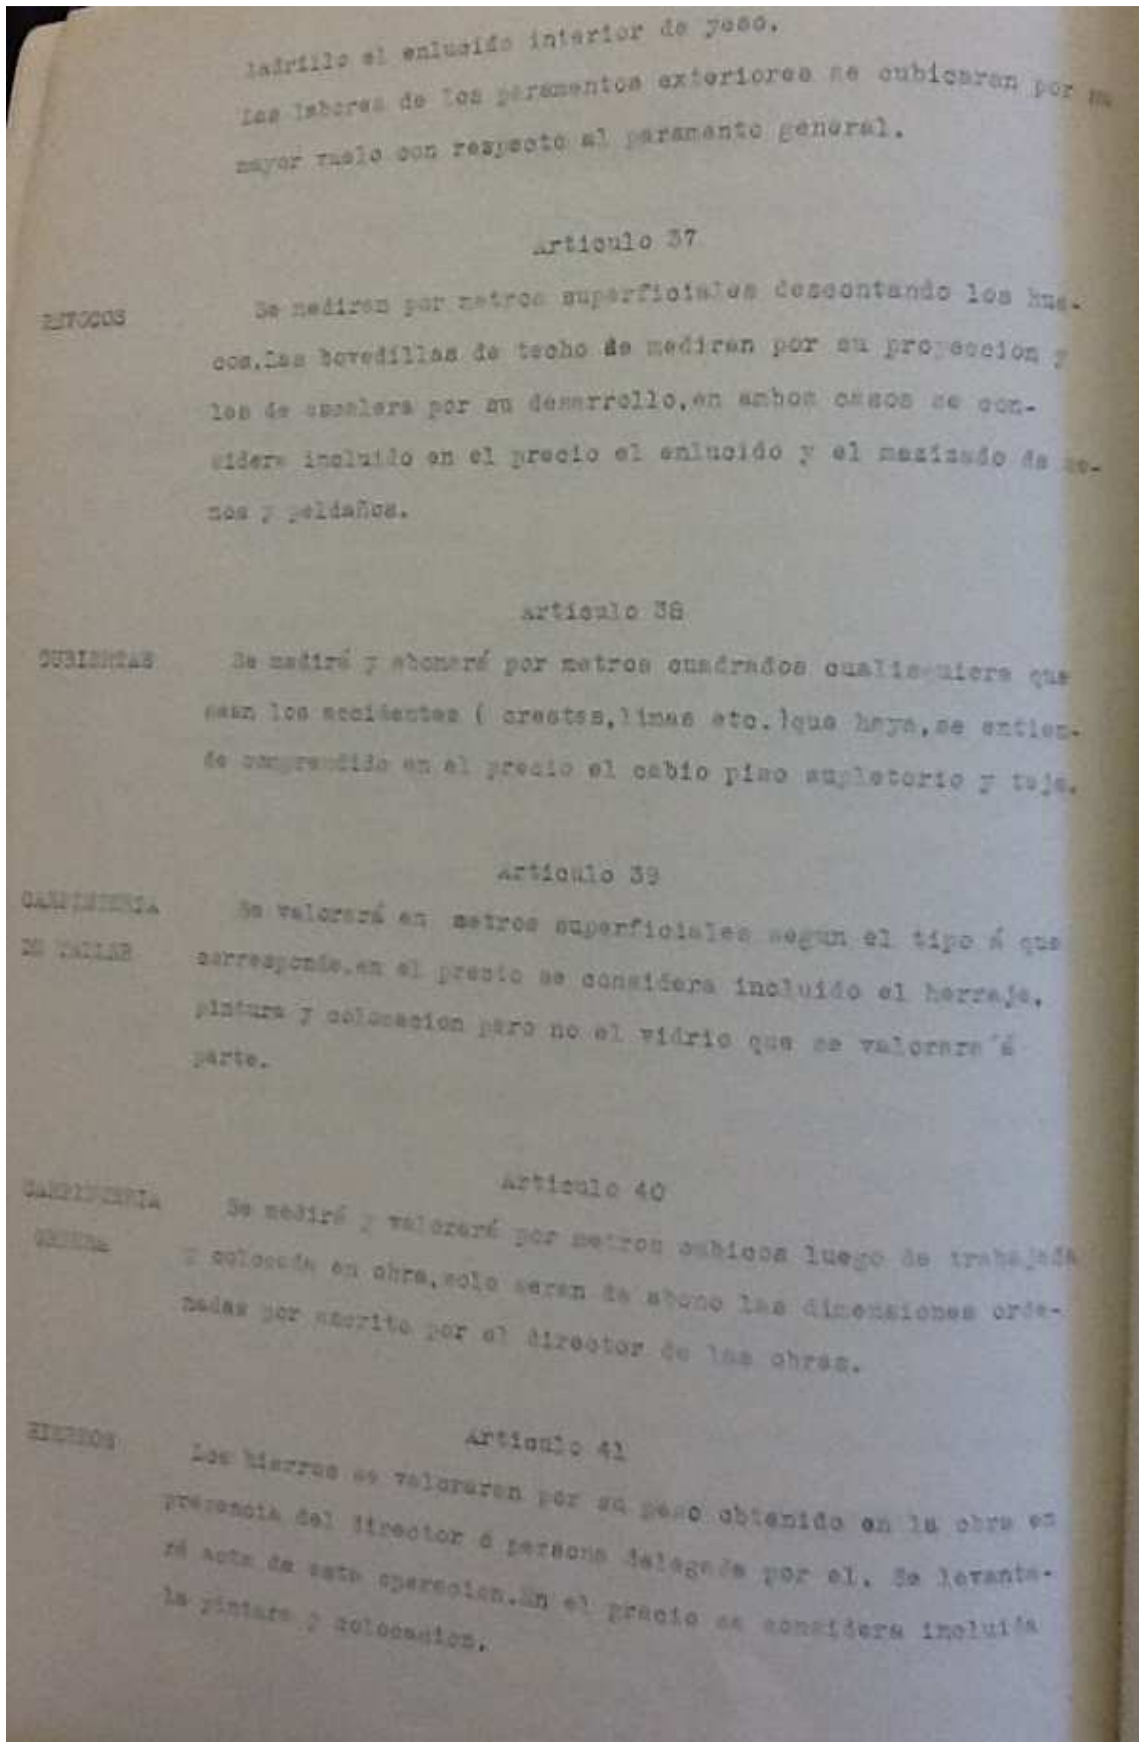 ladrillo el enlucido interior de yeso.
Las labores de los paramentos exteriores se cubicaran por su
mayor vuelo con respecto al paramento general.
Articulo 37
Se mediran por metros superficiales descontando los hue-
cos.Las bovedillas de techo se mediran por su proyeccion y
las de escalera por su desarrollo,en ambos casos se con-
sidera incluido en el precio el enlucido y el macizado de se-
nos y peldaños.
Articulo 38
CUBIERTAS
Se medirá y abonará por metros cuadrados cualisquiera que
sean los accidentes ( crestas,limas etc.)que haya,se entien-
de comprendido en el precio el cabio piso supletorio y teja.
Articulo 39
CARPINTERIA
DE TALLER
Se valorará en metros superficiales segun el tipo á que
corresponde,en el precio se considera incluido el herraje,
pintura y colocacion pero no el vidrio que se valorara á
parte.
Articulo 40
CARPINTERIA
Se medirá y valorará por metros cubicos luego de trabajada
y colocada en obra,solo seran de abono las dimensiones orde-
nadas por escrito por el director de las obras.
Articulo 41
HIERROS
Los hierros se valoraran por su peso obtenido en la obra en
presencia del director ó persona delegada por el. Se levanta-
rá acta de esta operacion.En el precio se considera incluida
la pintura y colocacion.